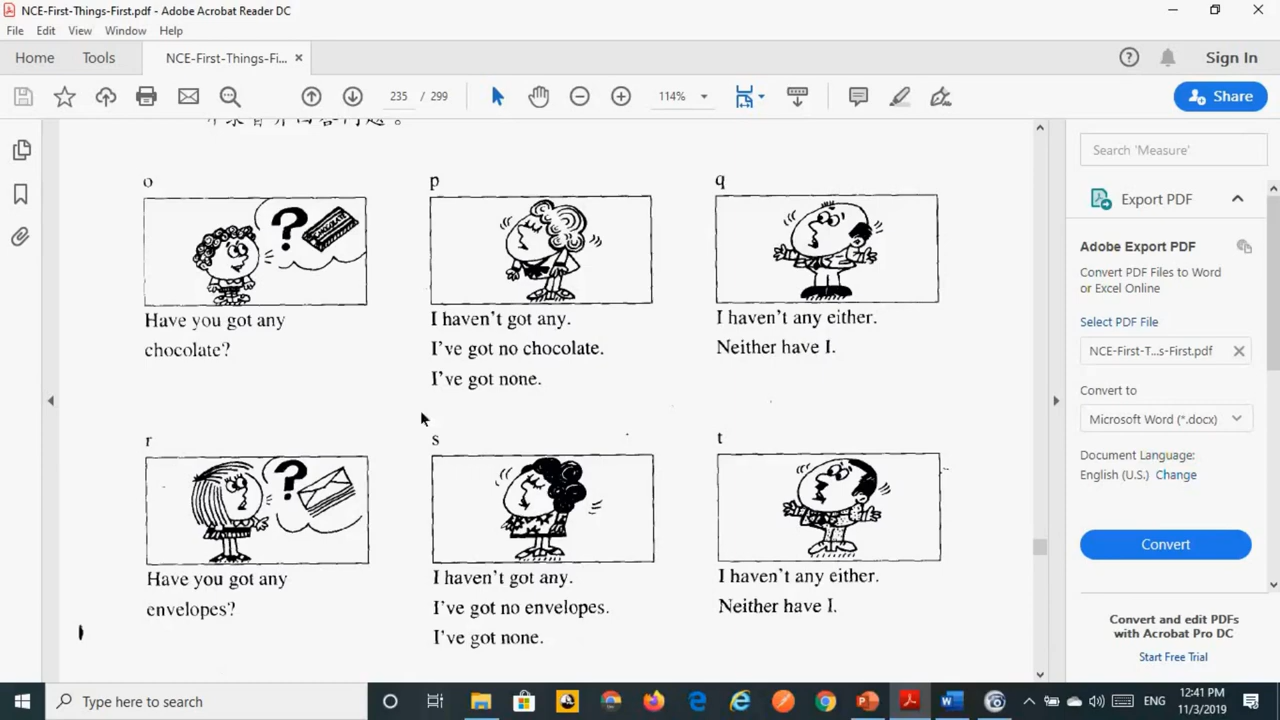 NCE-First-Things-First.pdf - Adobe Acrobat Reader DC
File Edit View Window Help
Home Tools NCE-First-Things-Fi... × Sign In
235 / 299 114% Share
回答问题。
Search 'Measure'
o p q
CHOCOLATE
Export PDF
Adobe Export PDF
Convert PDF Files to Word
or Excel Online
Have you got any
chocolate?
I haven't got any.
I've got no chocolate.
I've got none.
I haven't any either.
Neither have I.
Select PDF File
NCE-First-T...s-First.pdf
Convert to
Microsoft Word (*.docx)
Document Language:
English (U.S.) Change
Convert
r s t
Have you got any
envelopes?
I haven't got any.
I've got no envelopes.
I've got none.
I haven't any either.
Neither have I.
Convert and edit PDFs
with Acrobat Pro DC
Start Free Trial
Type here to search
ENG
12:41 PM
11/3/2019